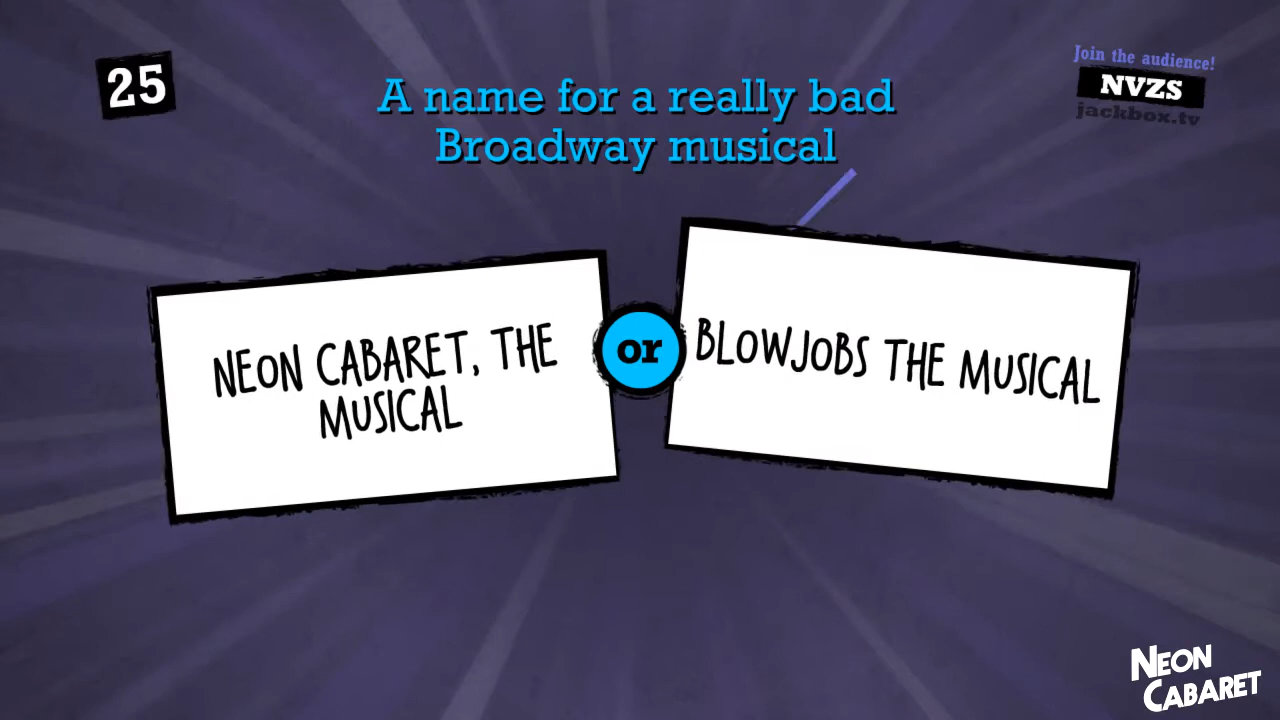 25
Join the audience!
NVZS
jackbox.tv
A name for a really bad
Broadway musical
NEON CABARET, THE
MUSICAL
or
BLOWJOBS THE MUSICAL
NEON
CABARET